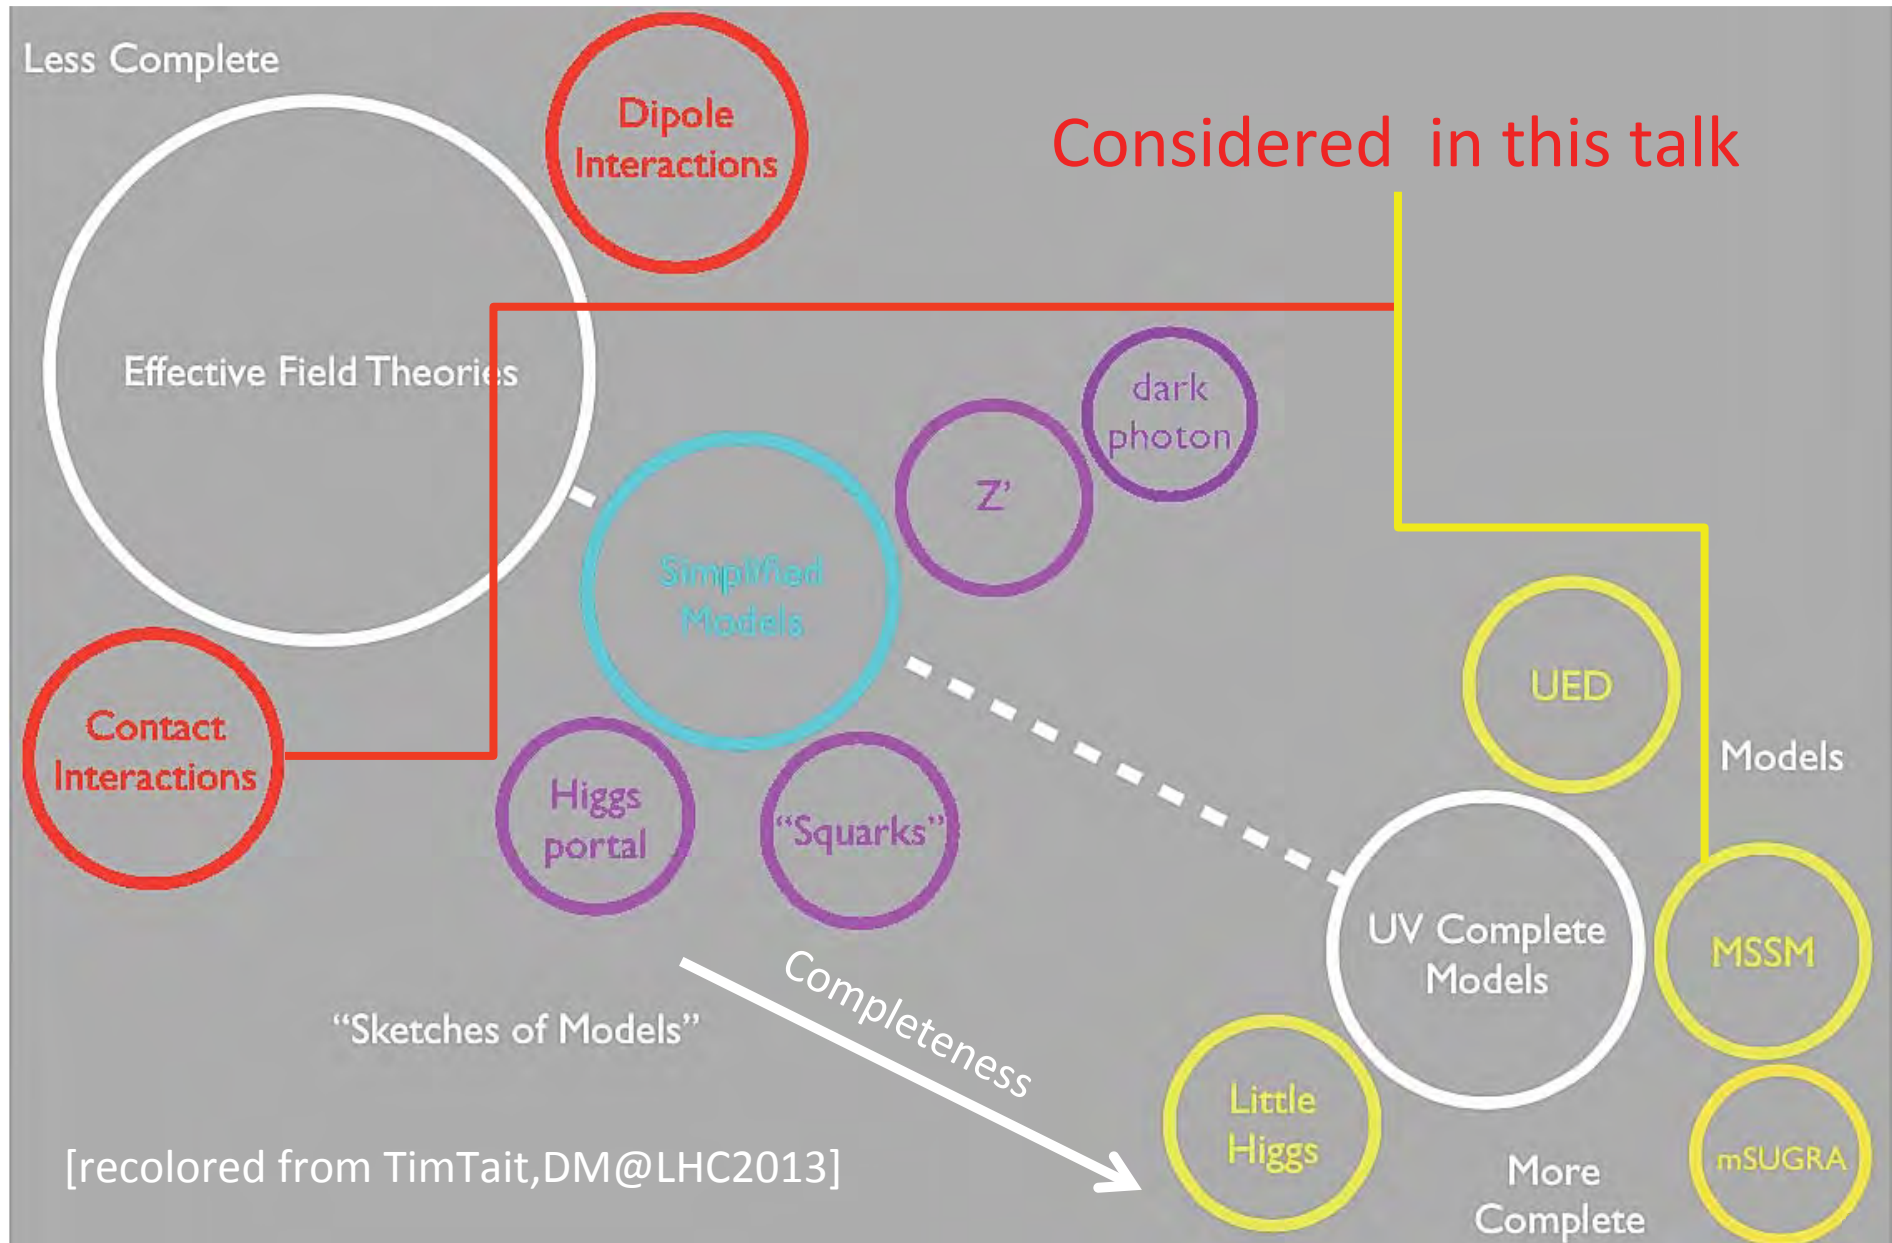 Less Complete
Dipole
Interactions
Considered in this talk
Effective Field Theories
dark
photon
Z’
Simplified
Models
UED
Contact
Interactions
Models
Higgs
portal
“Squarks”
UV Complete
Models
MSSM
Completeness
“Sketches of Models”
Little
Higgs
[recolored from TimTait,DM@LHC2013]
More
Complete
mSUGRA